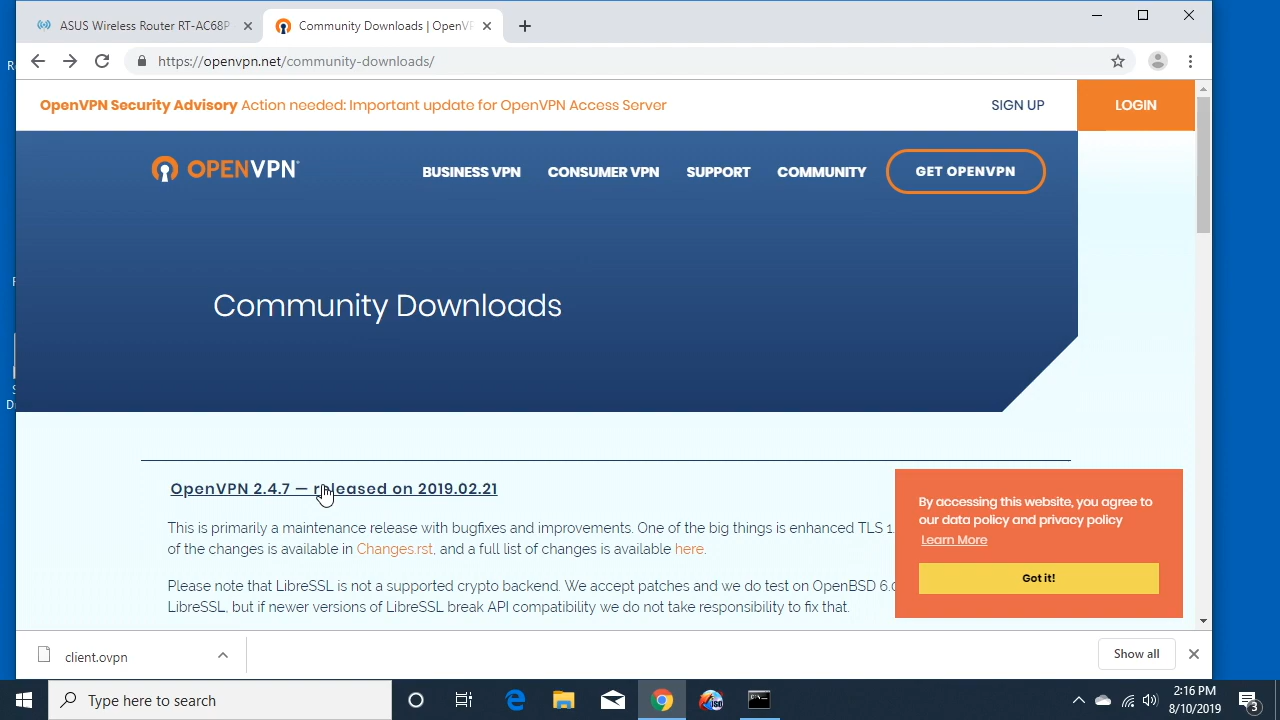 ASUS Wireless Router RT-AC68P
Community Downloads | OpenVP
https://openvpn.net/community-downloads/
OpenVPN Security Advisory Action needed: Important update for OpenVPN Access Server
SIGN UP
LOGIN
OPENVPN
BUSINESS VPN
CONSUMER VPN
SUPPORT
COMMUNITY
GET OPENVPN
Community Downloads
OpenVPN 2.4.7 — released on 2019.02.21
This is primarily a maintenance release with bugfixes and improvements. One of the big things is enhanced TLS 1.
of the changes is available in Changes.rst, and a full list of changes is available here.
Please note that LibreSSL is not a supported crypto backend. We accept patches and we do test on OpenBSD 6.0
LibreSSL, but if newer versions of LibreSSL break API compatibility we do not take responsibility to fix that.
By accessing this website, you agree to
our data policy and privacy policy
Learn More
Got it!
client.ovpn
Show all
Type here to search
2:16 PM
8/10/2019
3